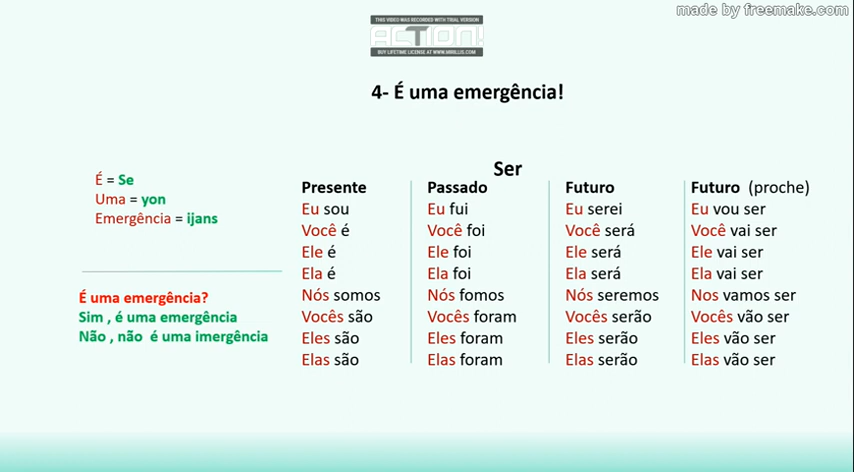 made by freemake.com
THIS VIDEO WAS RECORDED WITH TRIAL VERSION
ACTION!
BUY LIFETIME LICENSE AT WWW.MIRILLIS.COM
4- É uma emergência!
É = Se
Uma = yon
Emergência = ijans
É uma emergência?
Sim , é uma emergência
Não , não é uma imergência
Ser
Presente Passado Futuro Futuro (proche)
Eu sou Eu fui Eu serei Eu vou ser
Você é Você foi Você será Você vai ser
Ele é Ele foi Ele será Ele vai ser
Ela é Ela foi Ela será Ela vai ser
Nós somos Nós fomos Nós seremos Nos vamos ser
Vocês são Vocês foram Vocês serão Vocês vão ser
Eles são Eles foram Eles serão Eles vão ser
Elas são Elas foram Elas serão Elas vão ser